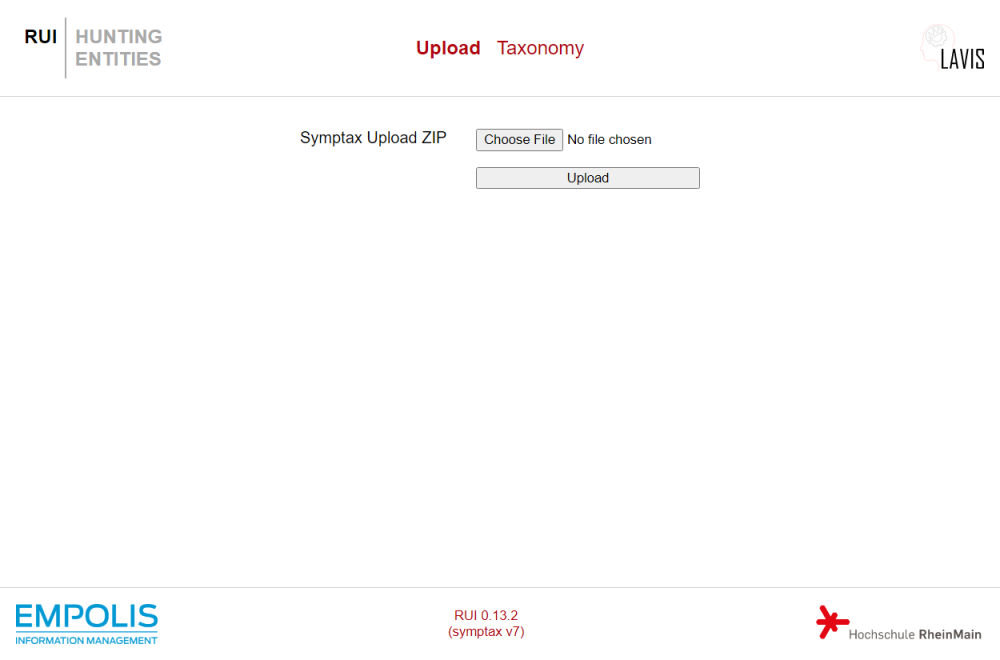 RUI
HUNTING
ENTITIES
Upload Taxonomy
LAVIS
Symptax Upload ZIP
Choose File No file chosen
Upload
EMPOLIS
INFORMATION MANAGEMENT
RUI 0.13.2
(symptax v7)
Hochschule RheinMain